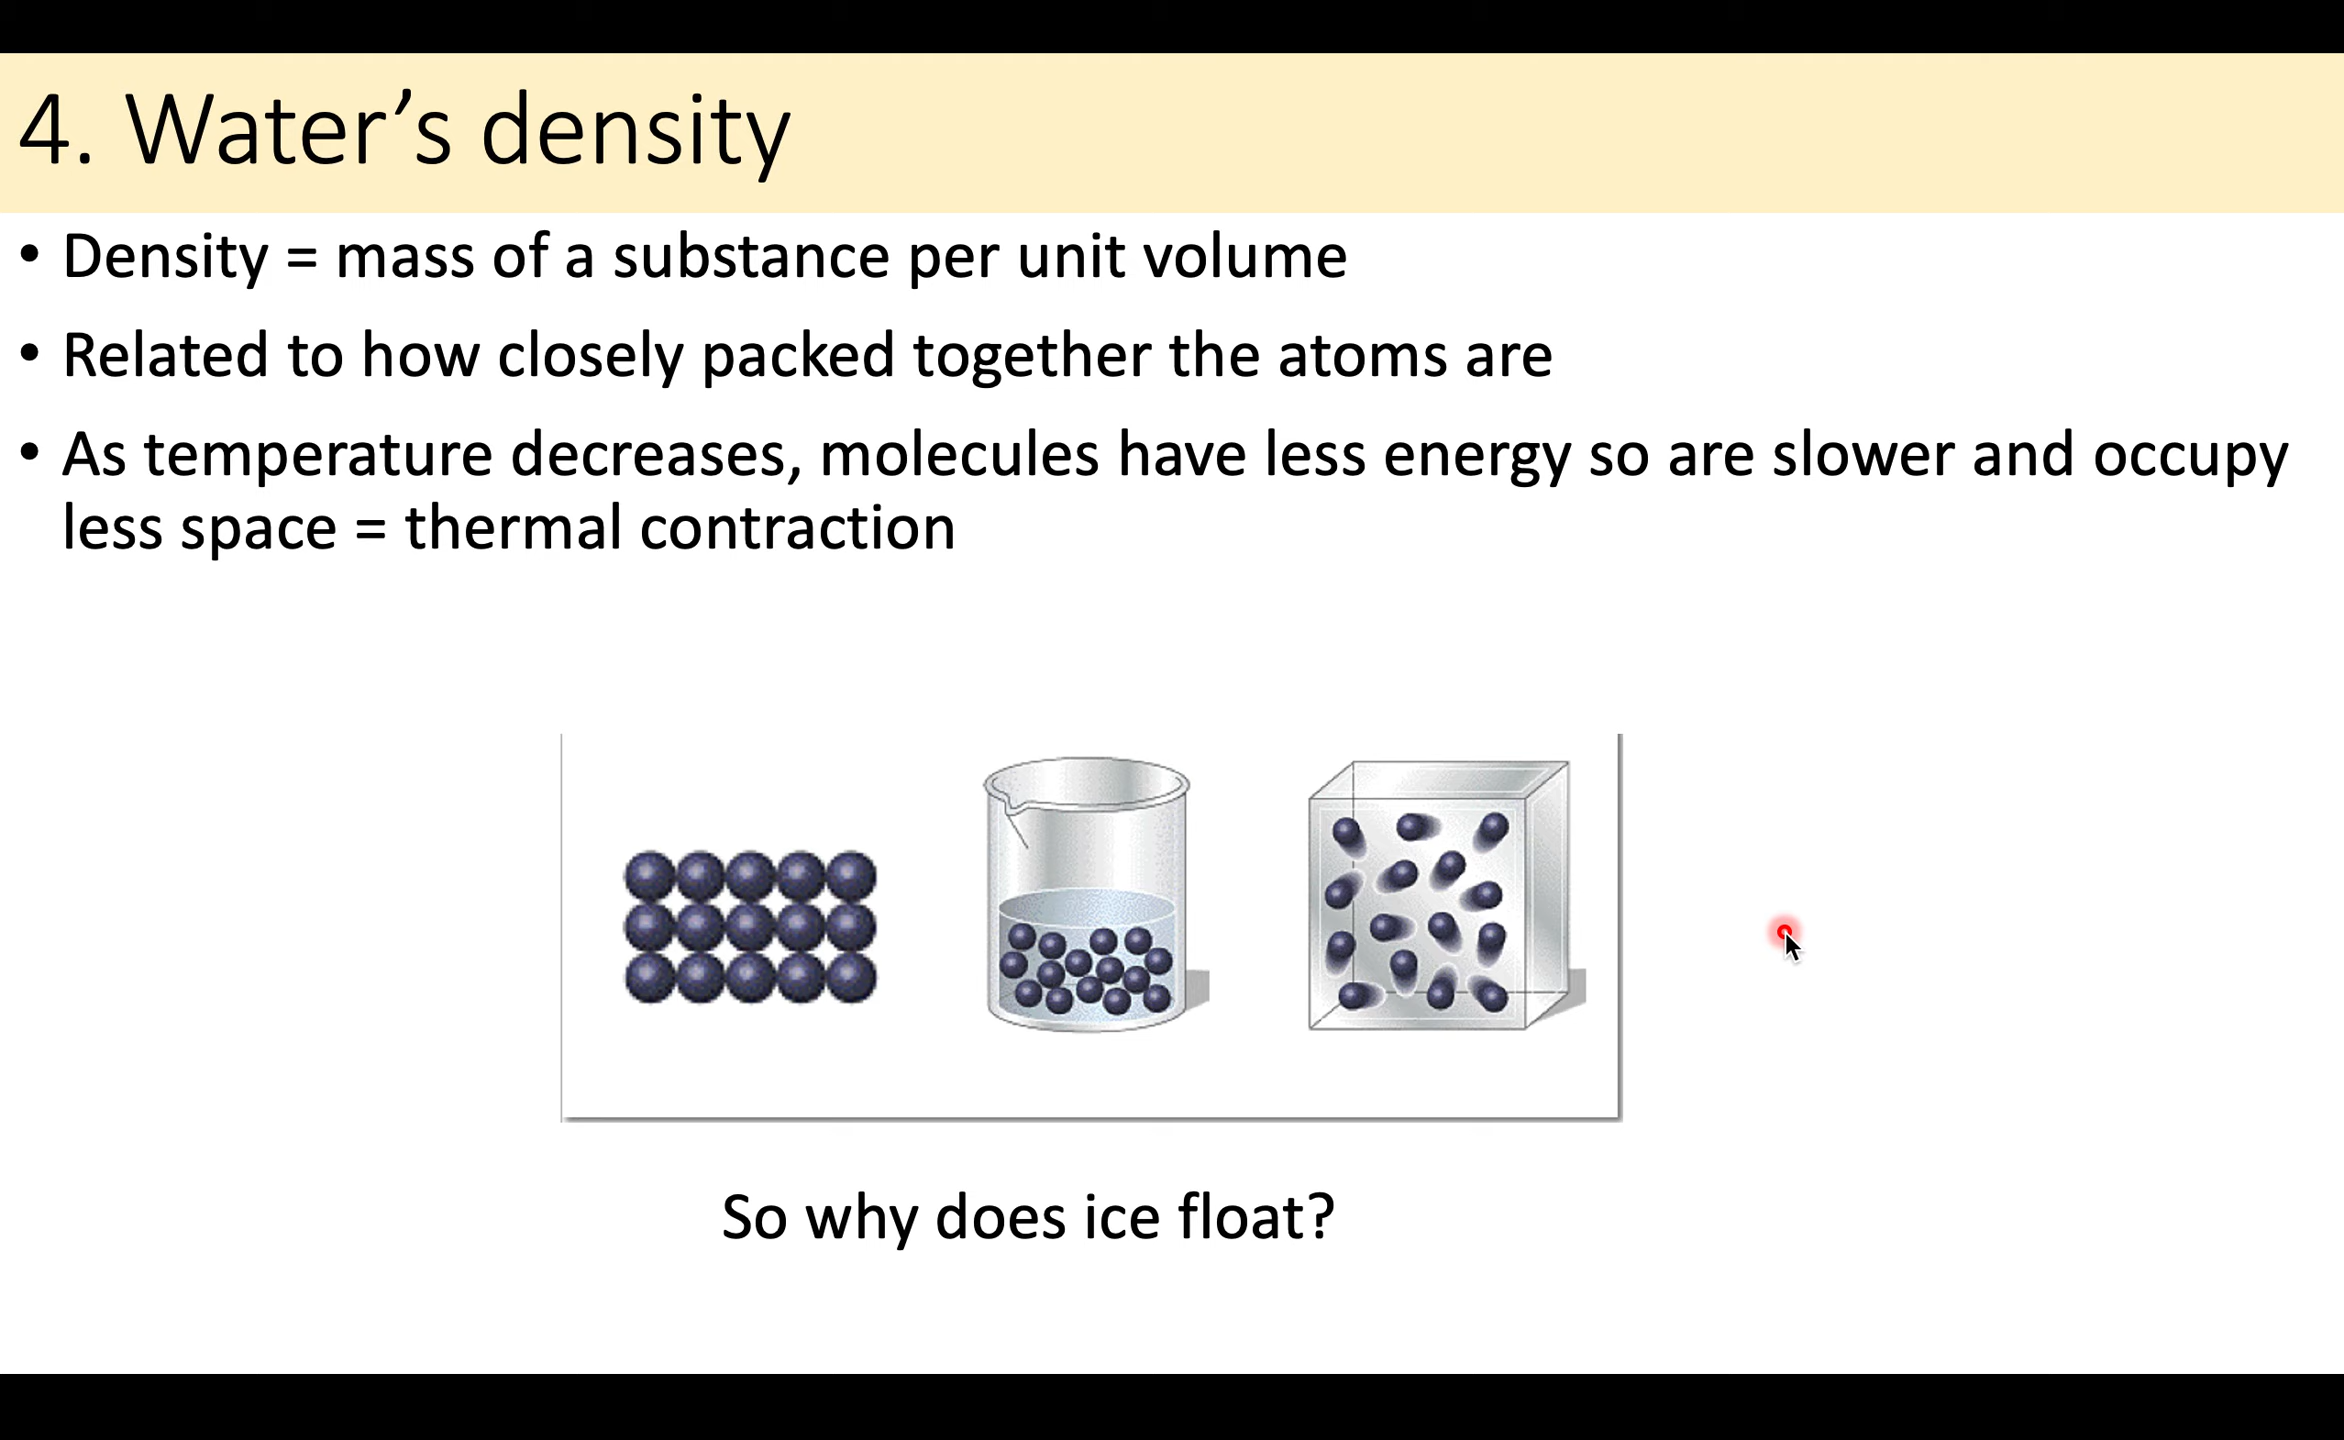 4. Water’s density
• Density = mass of a substance per unit volume
• Related to how closely packed together the atoms are
• As temperature decreases, molecules have less energy so are slower and occupy
less space = thermal contraction
So why does ice float?